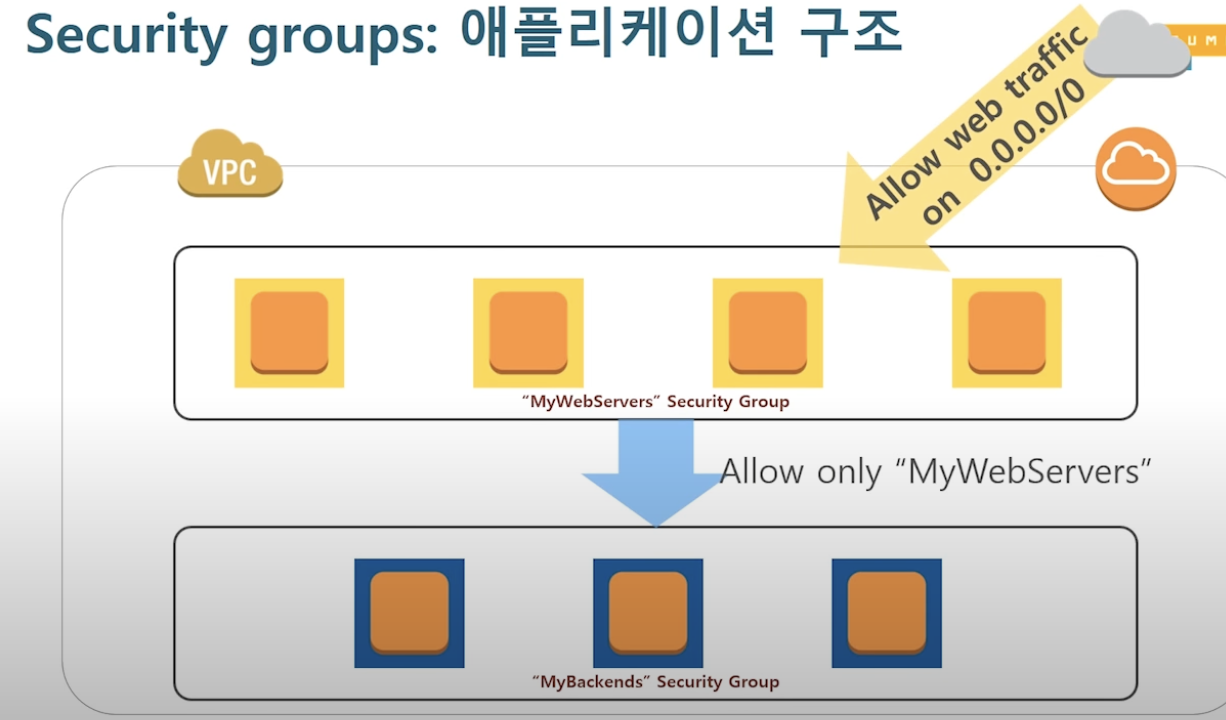 Security groups: 애플리케이션 구조
UM
Allow web traffic
on 0.0.0.0/0
VPC
“MyWebServers” Security Group
Allow only “MyWebServers”
“MyBackends” Security Group